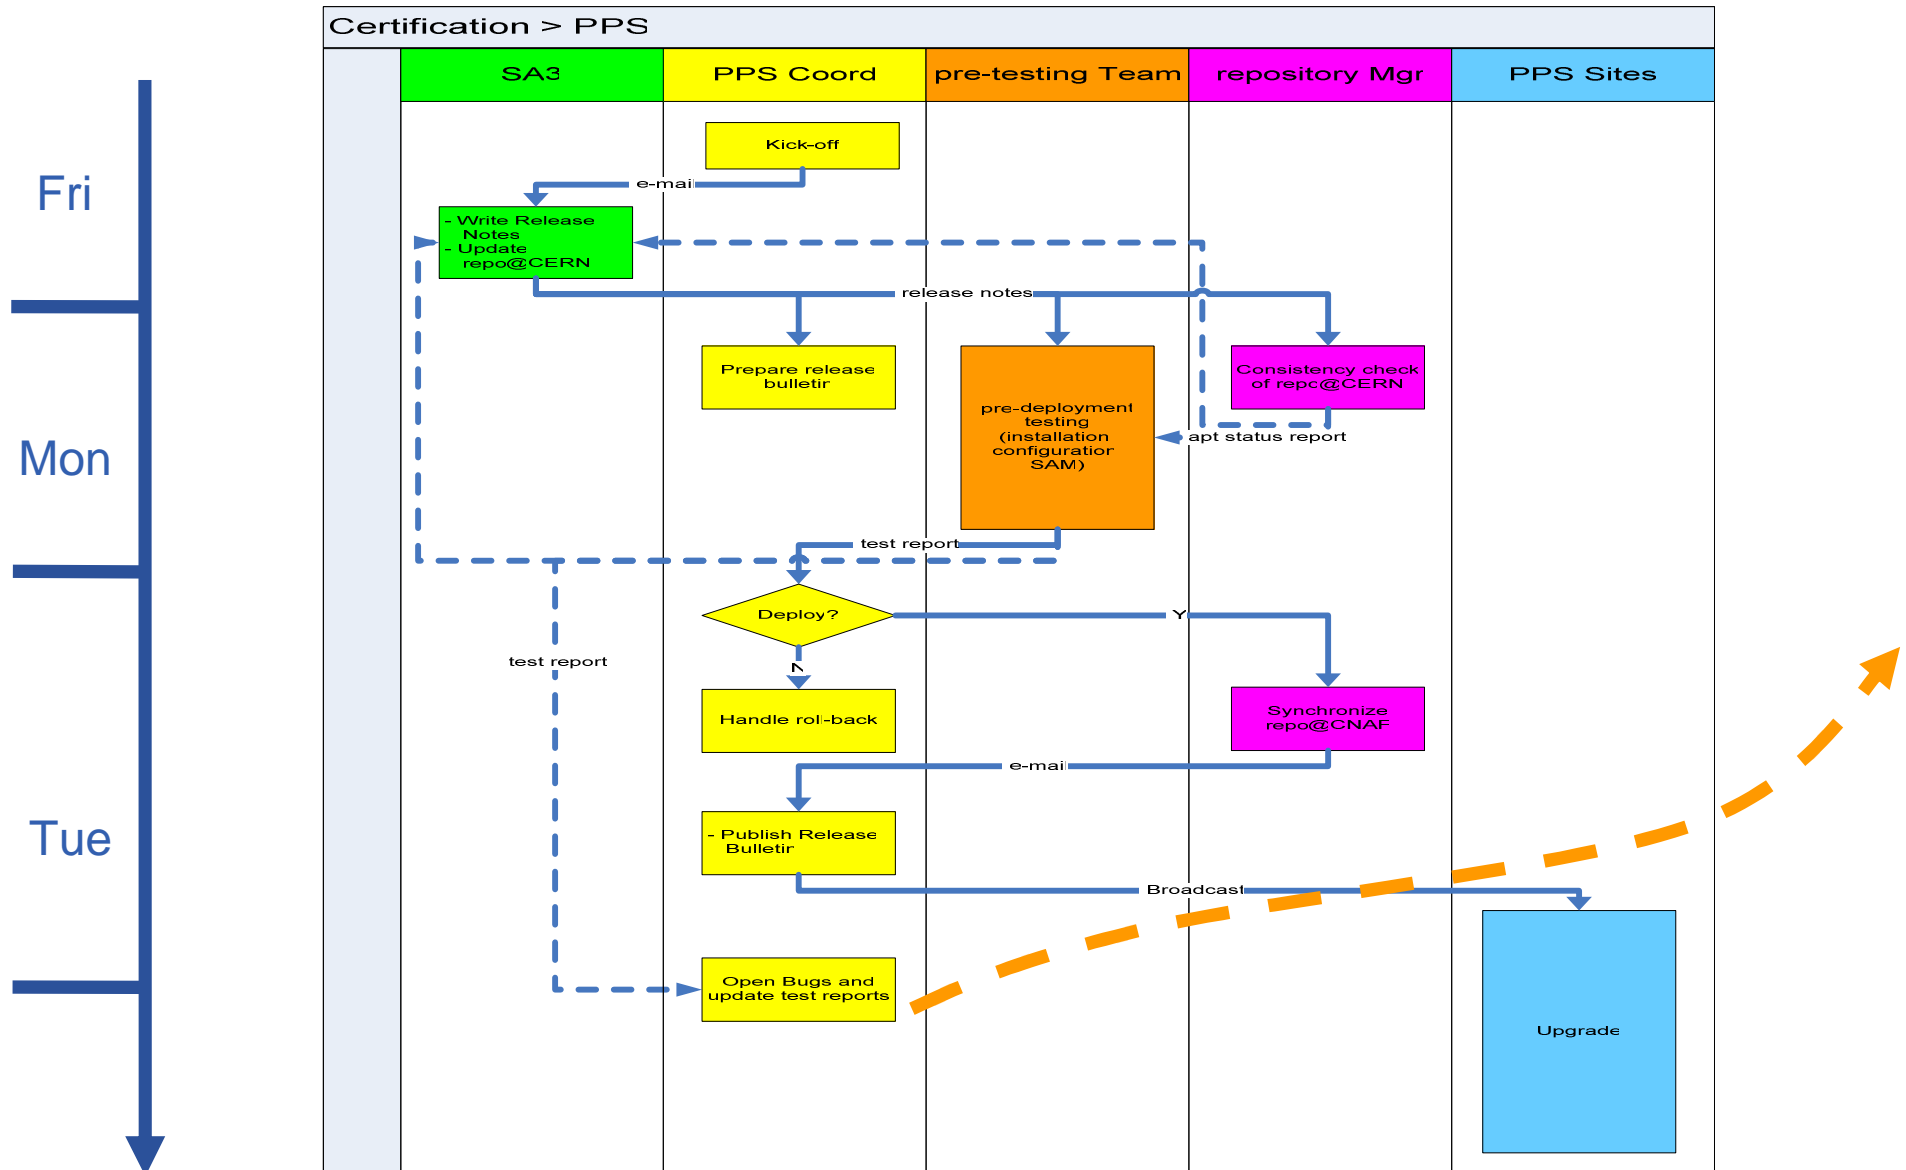 Certification > PPS
SA3
PPS Coord
pre-testing Team
repository Mgr
PPS Sites
Fri
Kick-off
e-mail
- Write Release
Notes
- Update
repo@CERN
release notes
Mon
Prepare release
bulletin
pre-deployment
testing
(installation
configuration
SAM)
Consistency check
of repo@CERN
apt status report
test report
Deploy?
Y
N
test report
Handle roll-back
Synchronize
repo@CNAF
e-mail
Tue
- Publish Release
Bulletin
Broadcast
Open Bugs and
update test reports
Upgrade